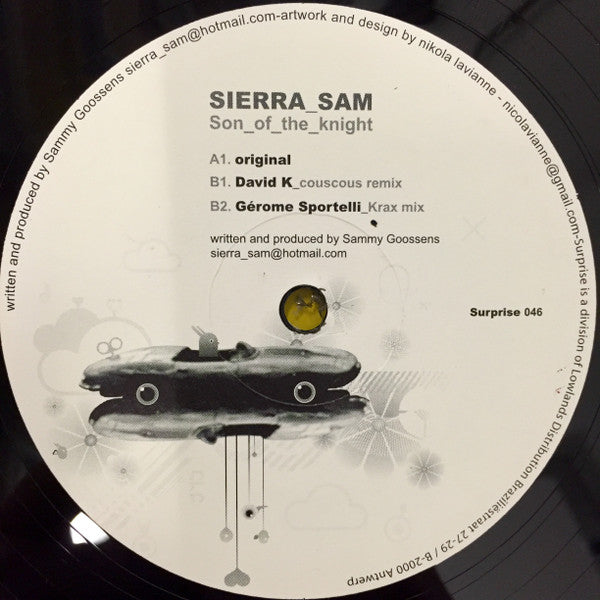 written and produced by Sammy Goossens sierra_sam@hotmail.com-artwork and design by nikola lavianne - nicolavianne@gmail.com-Surprise is a division of Lowlands Distribution Braziliëstraat 27-29 / B-2000 Antwerp
SIERRA_SAM
Son_of_the_knight
A1. original
B1. David K_couscous remix
B2. Gérome Sportelli_Krax mix
written and produced by Sammy Goossens
sierra_sam@hotmail.com
Surprise 046